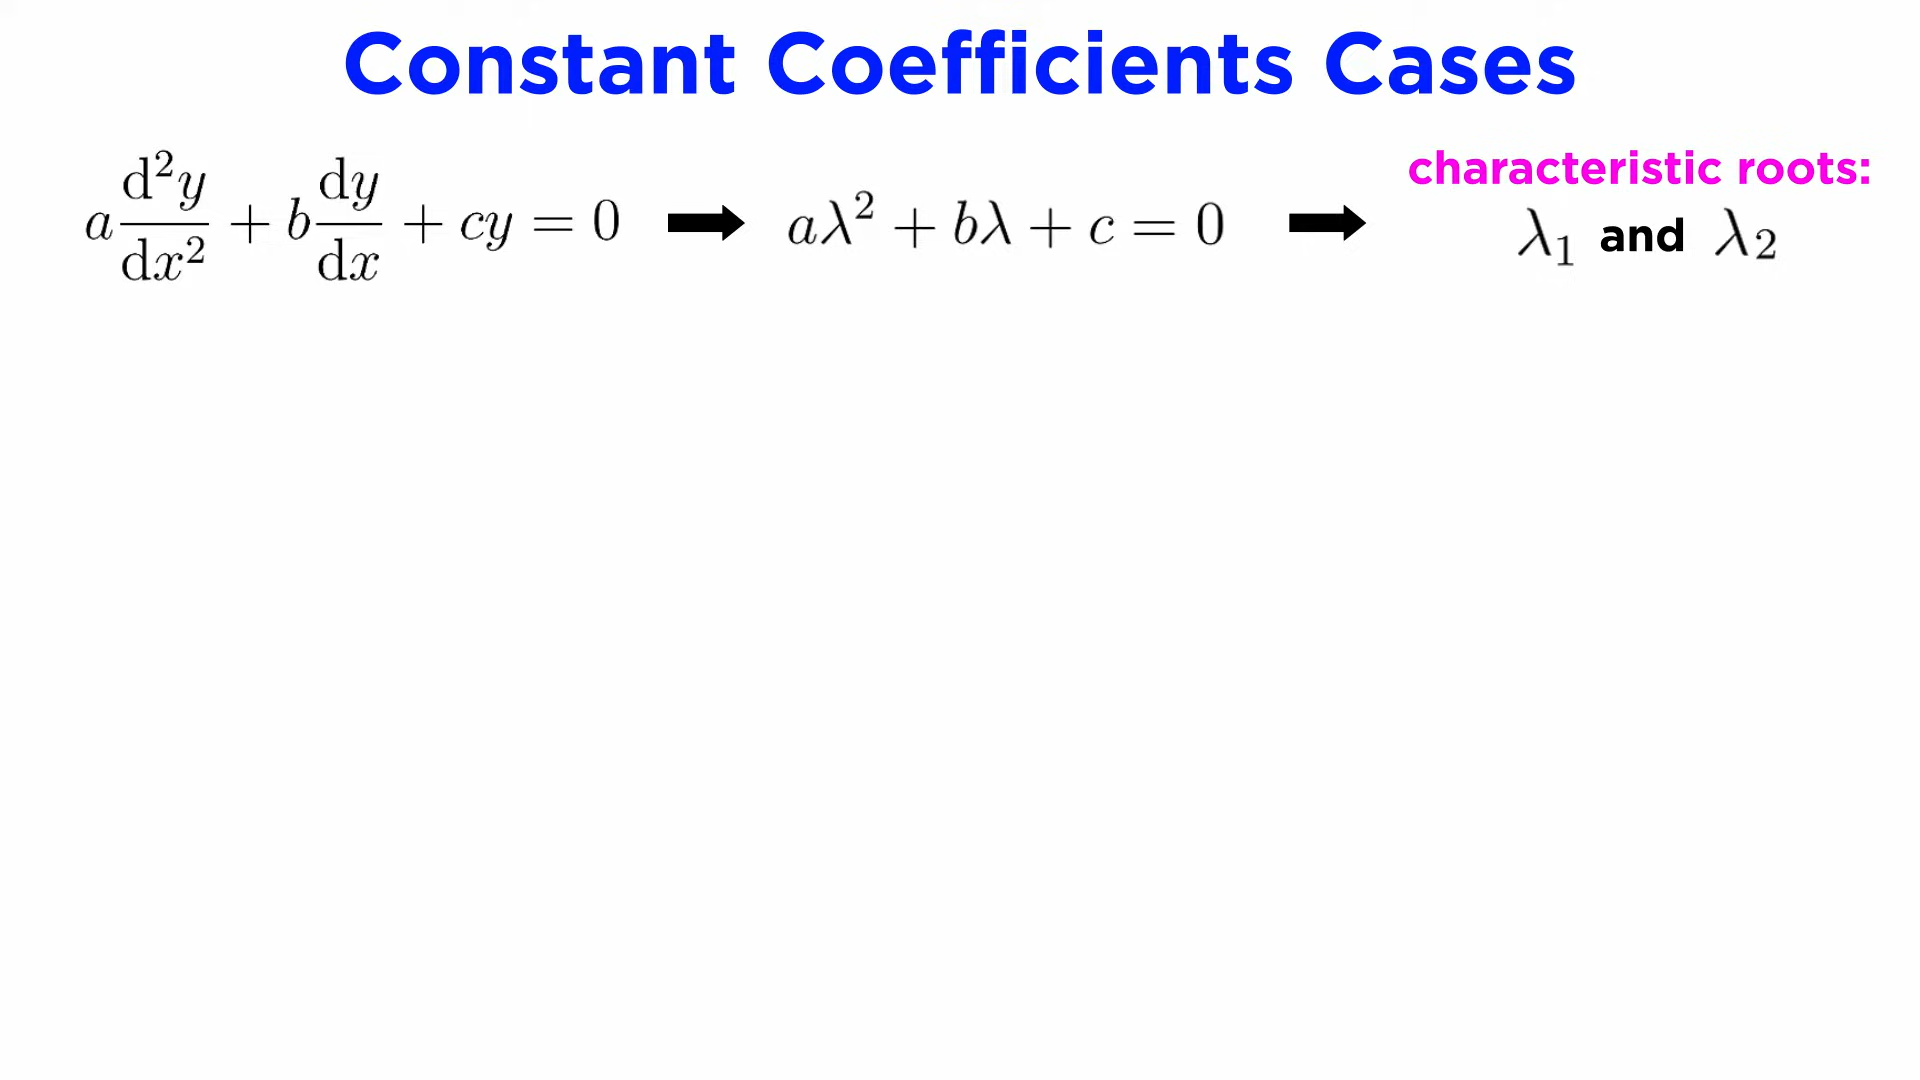 Constant Coefficients Cases
a d²y/dx² + b dy/dx + cy = 0 ➡ aλ² + bλ + c = 0 ➡
characteristic roots:
λ₁ and λ₂